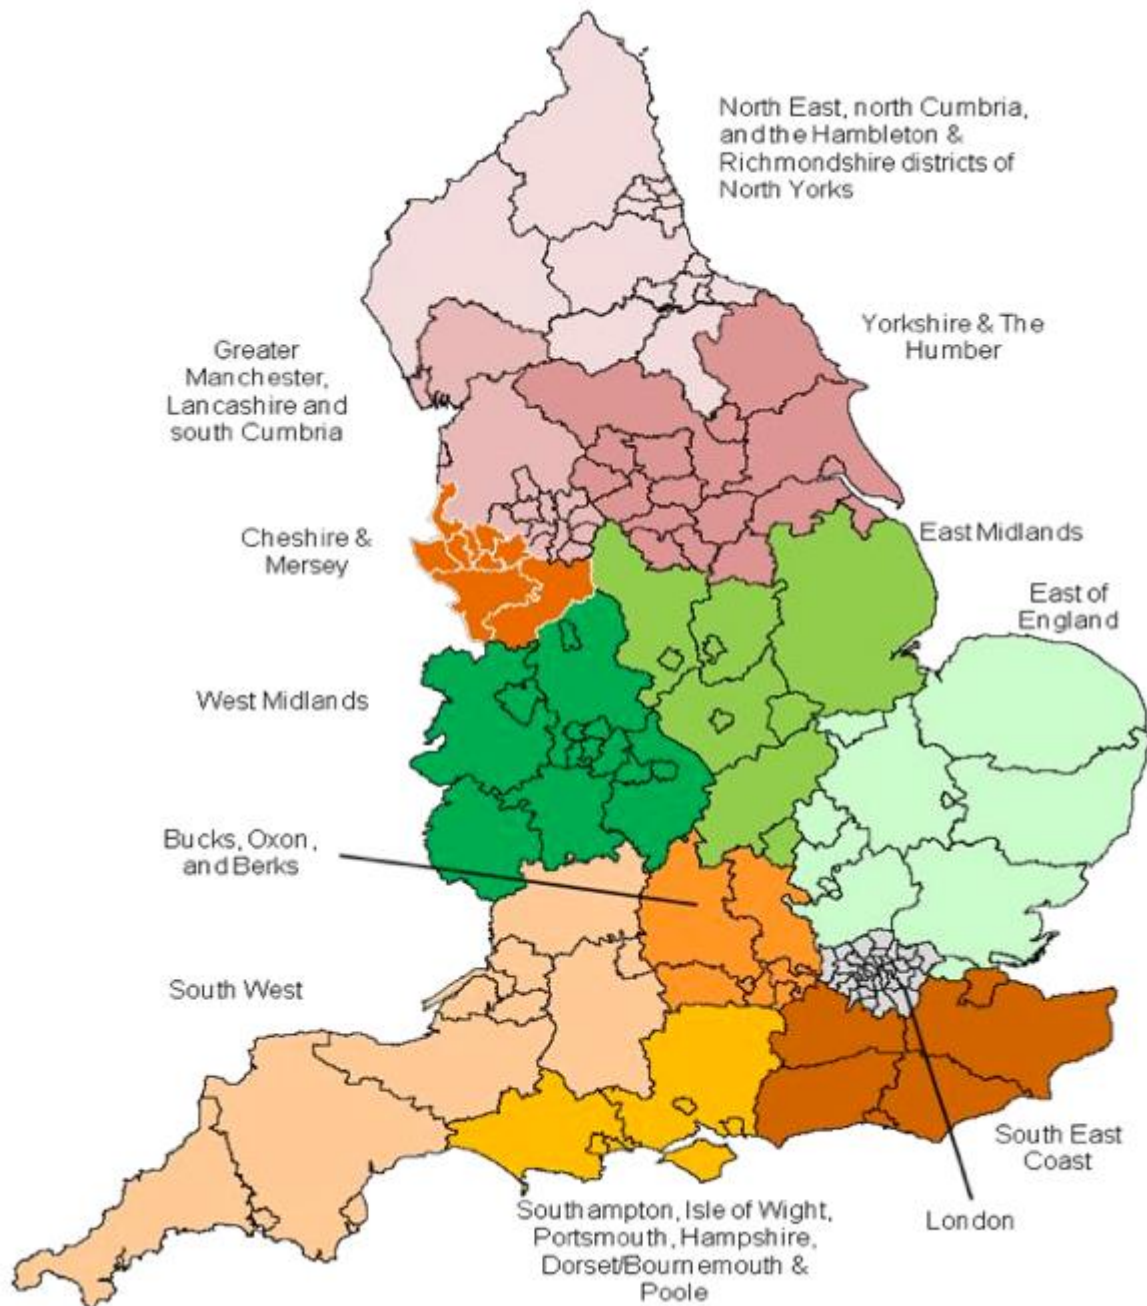 North East, north Cumbria,
and the Hambleton &
Richmondshire districts of
North Yorks
Yorkshire & The
Humber
Greater
Manchester,
Lancashire and
south Cumbria
Cheshire &
Mersey
East Midlands
East of
England
West Midlands
Bucks, Oxon,
and Berks
South West
South East
Coast
London
Southampton, Isle of Wight,
Portsmouth, Hampshire,
Dorset/Bournemouth &
Poole